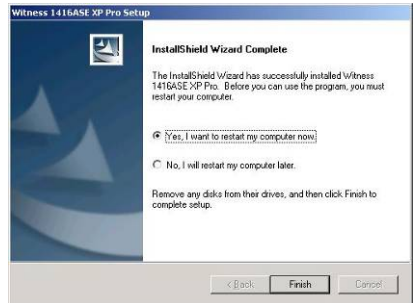 Witness 1416ASE XP Pro Setup
InstallShield Wizard Complete
The InstallShield Wizard has successfully installed Witness
1416ASE XP Pro. Before you can use the program, you must
restart your computer.
Yes, I want to restart my computer now.
No, I will restart my computer later.
Remove any disks from their drives, and then click Finish to
complete setup.
< Back Finish Cancel